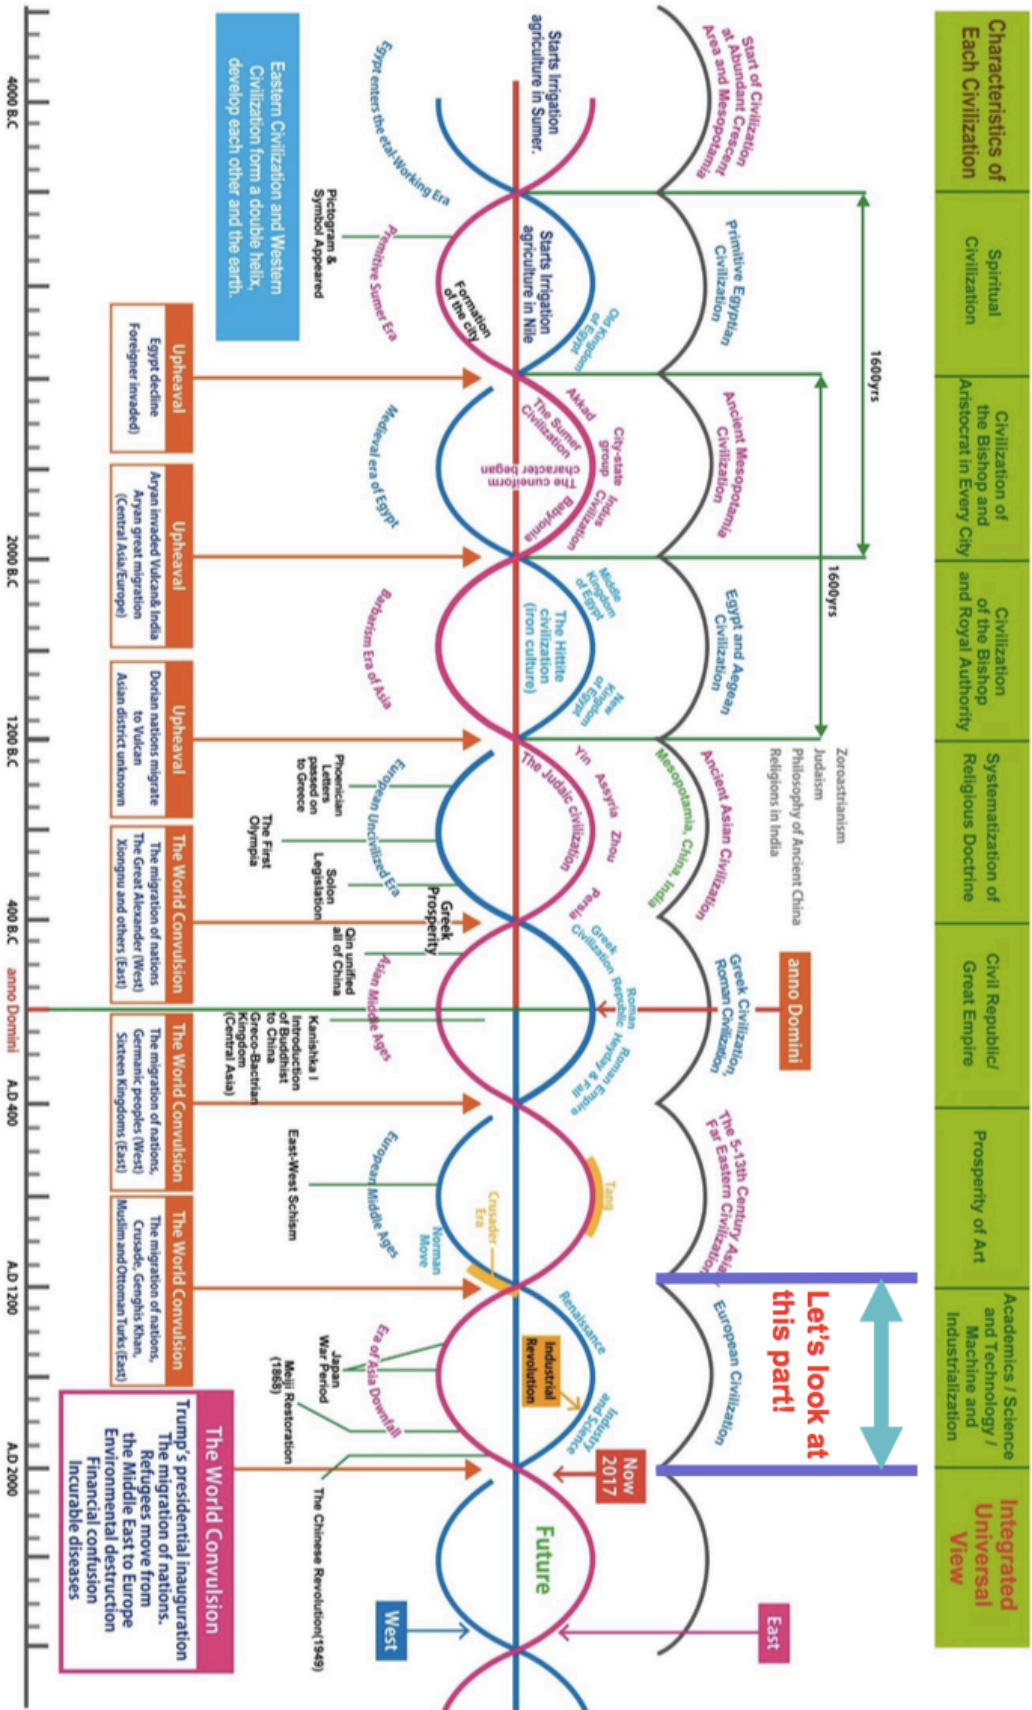 Characteristics of
Each Civilization
Spiritual
Civilization
Civilization of
the Bishop and
Aristocrat in Every City
Civilization
of the Bishop
and Royal Authority
Systematization of
Religious Doctrine
Civil Republic/
Great Empire
Prosperity of Art
Academics / Science
and Technology /
Machine and
Industrialization
Integrated
Universal
View
1600yrs
1600yrs
Zoroastrianism
Judaism
Philosophy of Ancient China
Religions in India
anno Domini
Let's look at
this part!
Start of Civilization
at Abundant Crescent
Area and Mesopotamia
Primitive Egyptian
Civilization
Ancient Mesopotamia
Civilization
Egypt and Aegean
Civilization
Ancient Asian Civilization
Mesopotamia, China, India
Greek Civilization,
Roman Civilization,
The 5-13th Century Asia
Far Eastern Civilization
European Civilization
East
Starts Irrigation
agriculture in Sumer.
Starts Irrigation
agriculture in Nile
Old Kingdom
of Egypt
Formation
of the city
Akkad
City-state
group
Indus
Civilization
The Sumer
Civilization
The cuneiform
character began
Babylonia
Middle
Kingdom
of Egypt
The Hittite
civilization
(iron culture)
New
Kingdom
of Egypt
Yin
Assyria
Zhou
Persia
The Judaic civilization
Greek
Civilization
Roman
Republic
Roman Empire
Heyday & Fall
Tang
Crusader
Era
Renaissance
Industrial
Revolution
Industry
and Science
Now
2017
Future
Egypt enters the etal-Working Era
Premitive Sumer Era
Medieval era of Egypt
Barbarism Era of Asia
European Uncivilized Era
Greek
Prosperity
Asian Middle Ages
European Middle Ages
Norman
Move
Era of Asia Downfall
West
Pictogram &
Symbol Appeared
Phoenician
Letters
passed on
to Greece
The First
Olympia
Solon
Legislation
Qin unified
all of China
Kanishka I
Introduction
of Buddhist
to China
Greco-Bactrian
Kingdom
(Central Asia)
East-West Schism
Japan
War Period
Meiji Restoration
(1868)
The Chinese Revolution(1949)
Eastern Civilization and Western
Civilization form a double helix,
develop each other and the earth.
Upheaval
Egypt decline
Foreigner invaded)
Upheaval
Aryan invaded Vulcan& India
Aryan great migration
(Central Asia/Europe)
Upheaval
Dorian nations migrate
to Vulcan
Asian district unknown
The World Convulsion
The migration of nations
The Great Alexander (West)
Xiongnu and others (East)
The World Convulsion
The migration of nations,
Germanic peoples (West)
Sixteen Kingdoms (East)
The World Convulsion
The migration of nations,
Crusade, Genghis Khan,
Muslim and Ottoman Turks (East)
The World Convulsion
Trump's presidential inauguration
The migration of nations.
Refugees move from
the Middle East to Europe
Environmental destruction
Financial confusion
Incurable diseases
4000 B.C
2000 B.C
1200 B.C
400 B.C
anno Domini
A.D 400
A.D 1200
A.D 2000